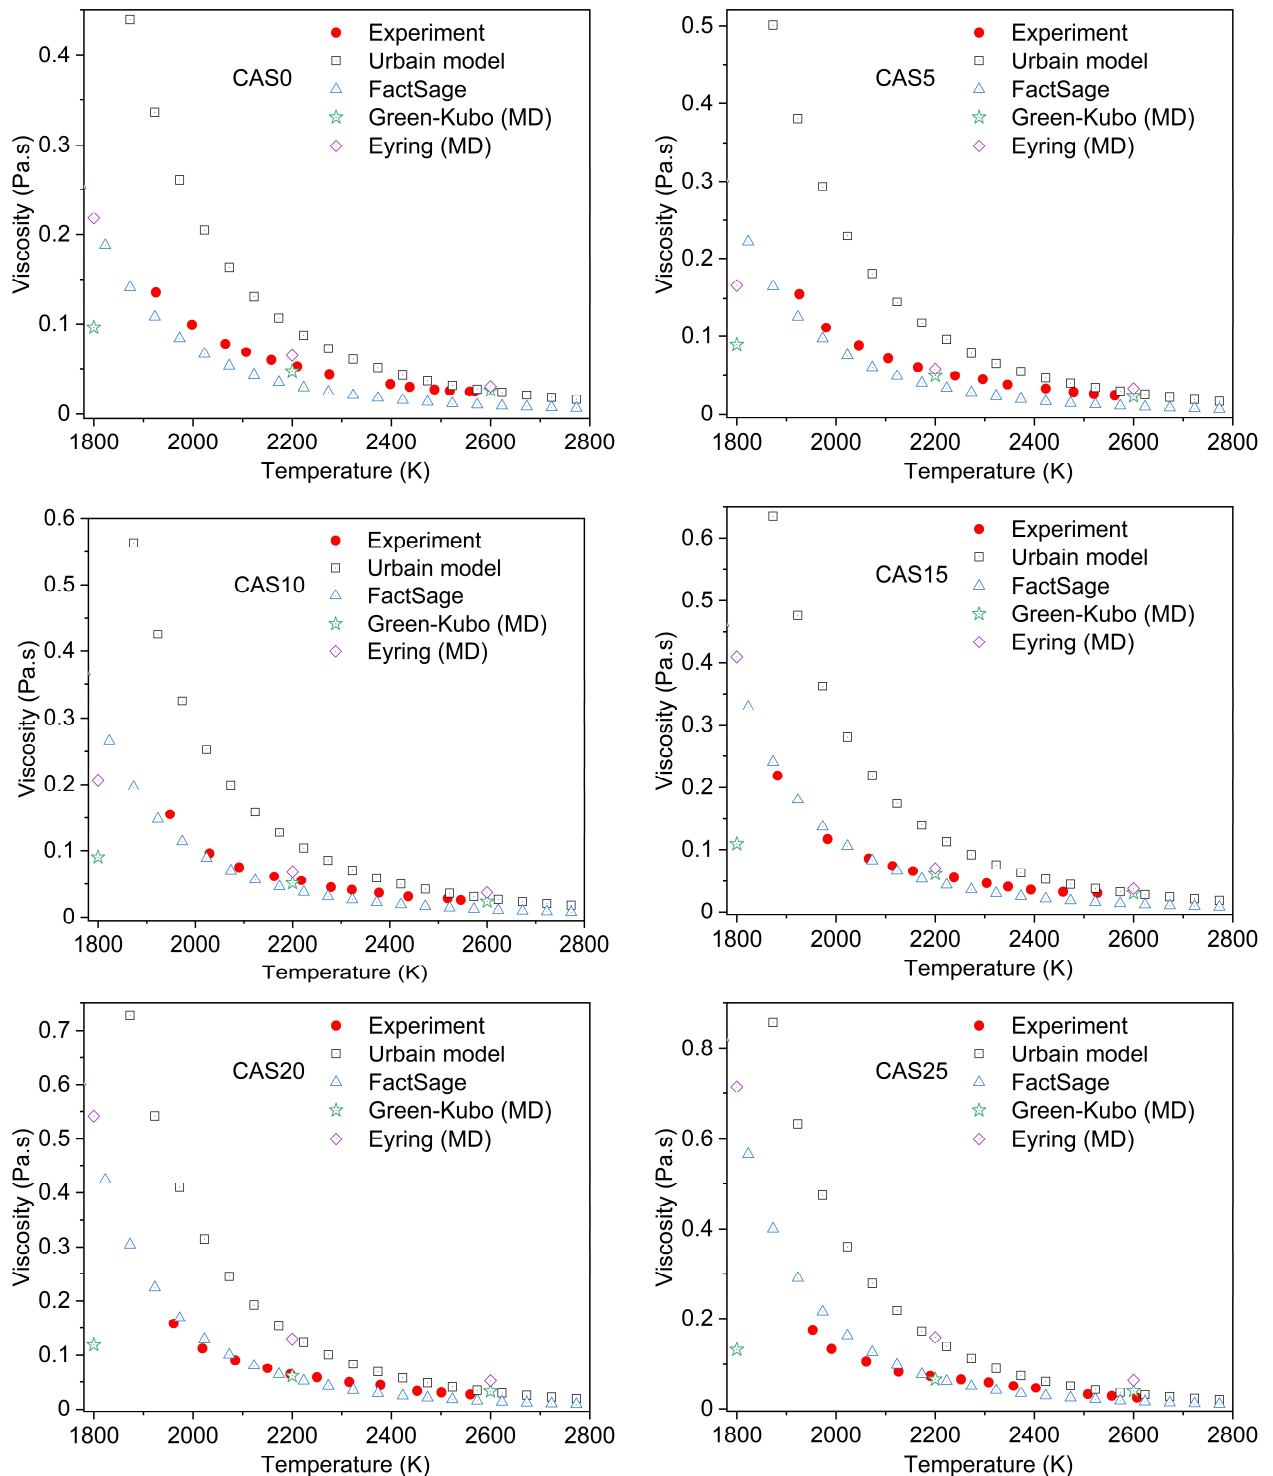 0.4
0.3
0.2
0.1
0
Viscosity (Pa.s)
CAS0
Experiment
Urbain model
FactSage
Green-Kubo (MD)
Eyring (MD)
1800 2000 2200 2400 2600 2800
Temperature (K)
0.5
0.4
0.3
0.2
0.1
0
Viscosity (Pa.s)
CAS5
Experiment
Urbain model
FactSage
Green-Kubo (MD)
Eyring (MD)
1800 2000 2200 2400 2600 2800
Temperature (K)
0.6
0.5
0.4
0.3
0.2
0.1
0
Viscosity (Pa.s)
CAS10
Experiment
Urbain model
FactSage
Green-Kubo (MD)
Eyring (MD)
1800 2000 2200 2400 2600 2800
Temperature (K)
0.6
0.5
0.4
0.3
0.2
0.1
0
Viscosity (Pa.s)
CAS15
Experiment
Urbain model
FactSage
Green-Kubo (MD)
Eyring (MD)
1800 2000 2200 2400 2600 2800
Temperature (K)
0.7
0.6
0.5
0.4
0.3
0.2
0.1
0
Viscosity (Pa.s)
CAS20
Experiment
Urbain model
FactSage
Green-Kubo (MD)
Eyring (MD)
1800 2000 2200 2400 2600 2800
Temperature (K)
0.8
0.6
0.4
0.2
0
Viscosity (Pa.s)
CAS25
Experiment
Urbain model
FactSage
Green-Kubo (MD)
Eyring (MD)
1800 2000 2200 2400 2600 2800
Temperature (K)